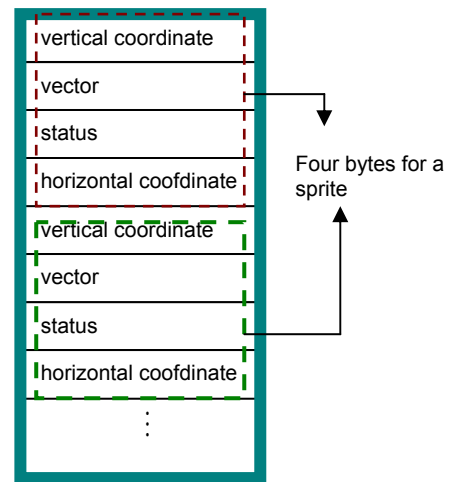 vertical coordinate
vector
status
horizontal coofdinate
vertical coordinate
vector
status
horizontal coofdinate
⋮
Four bytes for a
sprite